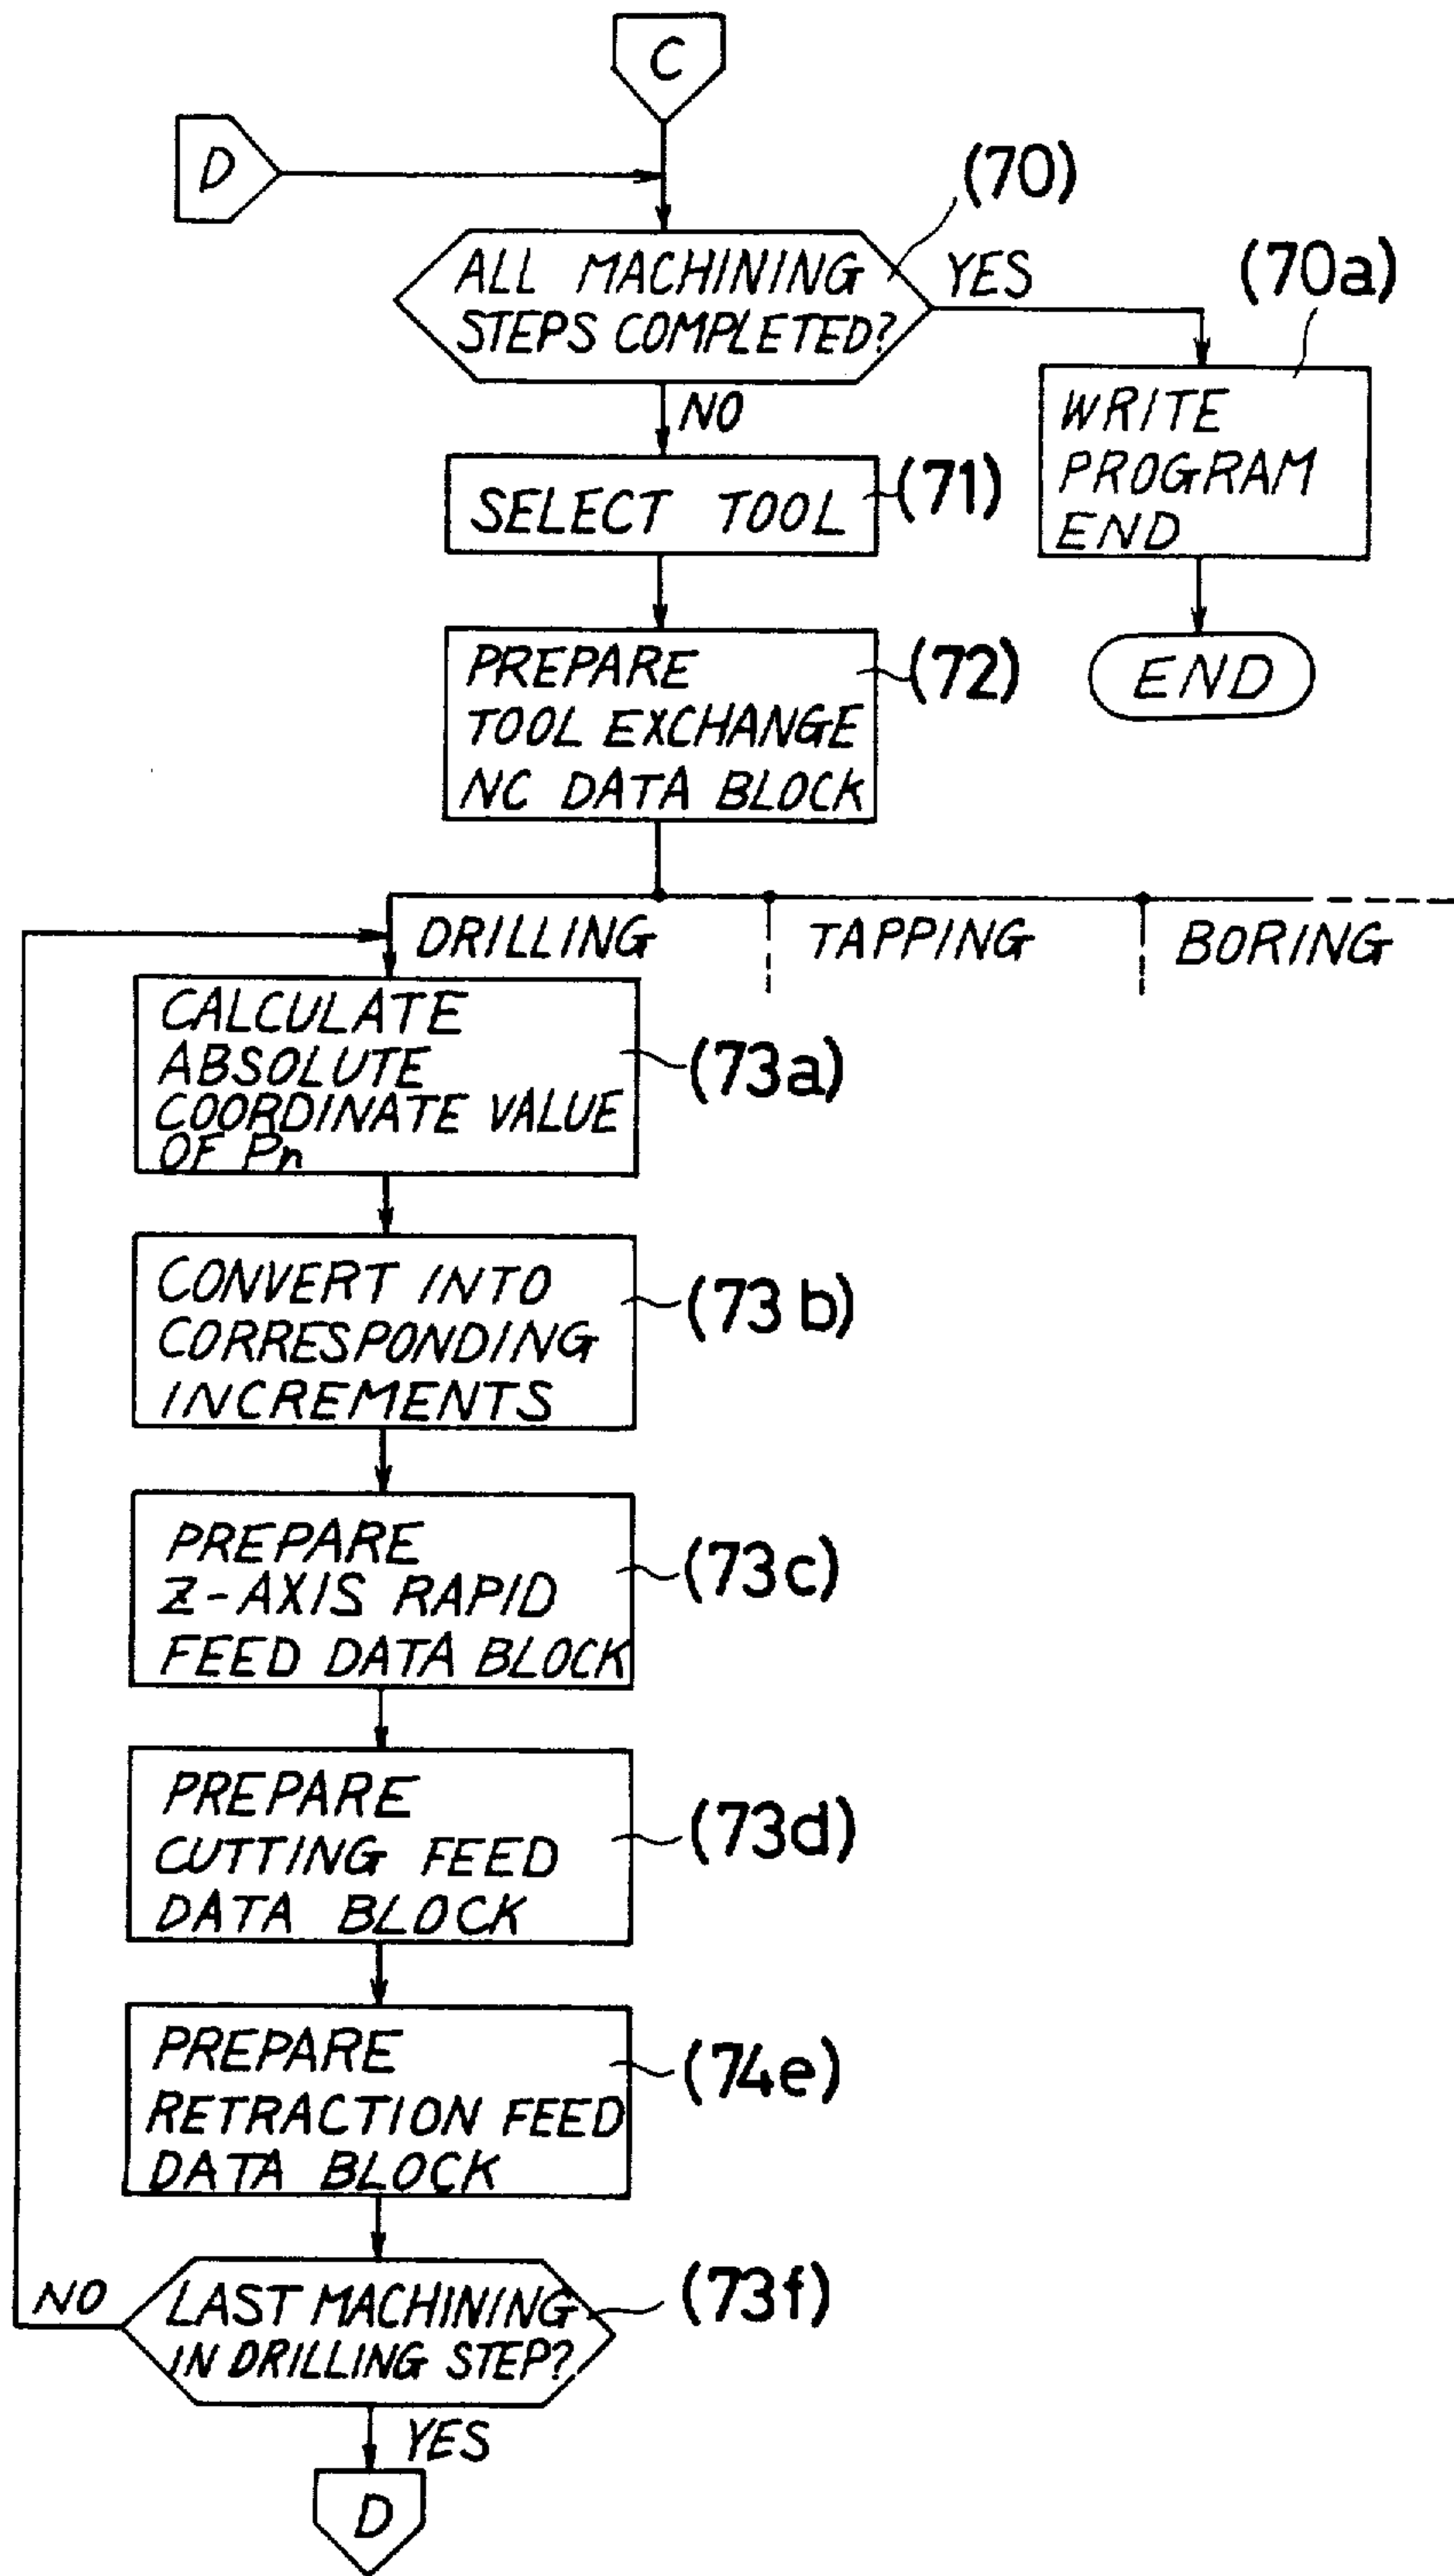 C
D
(70)
ALL MACHINING
STEPS COMPLETED?
YES
(70a)
NO
WRITE
PROGRAM
END
SELECT TOOL
(71)
PREPARE
TOOL EXCHANGE
NC DATA BLOCK
(72)
END
DRILLING
TAPPING
BORING
CALCULATE
ABSOLUTE
COORDINATE VALUE
OF Pn
(73a)
CONVERT INTO
CORRESPONDING
INCREMENTS
(73b)
PREPARE
Z-AXIS RAPID
FEED DATA BLOCK
(73c)
PREPARE
CUTTING FEED
DATA BLOCK
(73d)
PREPARE
RETRACTION FEED
DATA BLOCK
(74e)
NO
LAST MACHINING
IN DRILLING STEP?
(73f)
YES
D